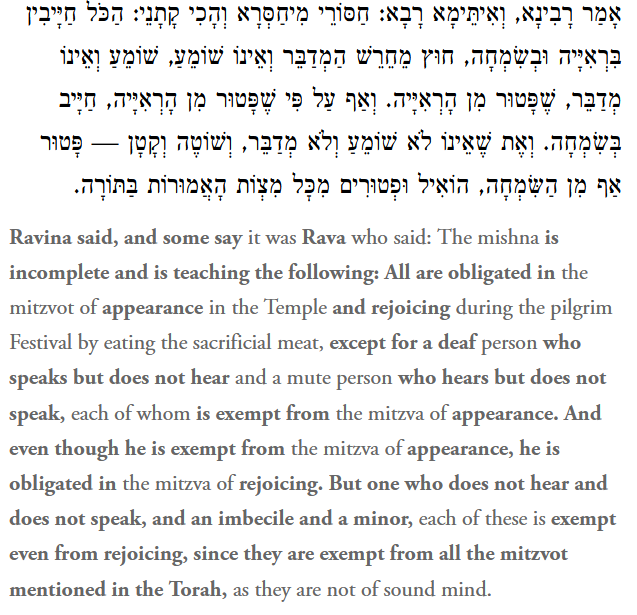 אָמַר רָבִינָא, וְאִיתֵּימָא רָבָא: חַסּוֹרֵי מִיחַסְּרָא וְהָכִי קָתָנֵי: הַכֹּל חַיָּיבִין
בִּרְאִיָּיה וּבְשִׂמְחָה, חוּץ מֵחֵרֵשׁ הַמְדַבֵּר וְאֵינוֹ שׁוֹמֵעַ, שׁוֹמֵעַ וְאֵינוֹ
מְדַבֵּר, שֶׁפָּטוּר מִן הָרְאִיָּיה. וְאַף עַל פִּי שֶׁפָּטוּר מִן הָרְאִיָּיה, חַיָּיב
בְּשִׂמְחָה. וְאֶת שֶׁאֵינוֹ לֹא שׁוֹמֵעַ וְלֹא מְדַבֵּר, וְשׁוֹטֶה וְקָטָן — פָּטוּר
אַף מִן הַשִּׂמְחָה, הוֹאִיל וּפְטוּרִים מִכׇּל מִצְוֹת הָאֲמוּרוֹת בַּתּוֹרָה.
Ravina said, and some say it was Rava who said: The mishna is
incomplete and is teaching the following: All are obligated in the
mitzvot of appearance in the Temple and rejoicing during the pilgrim
Festival by eating the sacrificial meat, except for a deaf person who
speaks but does not hear and a mute person who hears but does not
speak, each of whom is exempt from the mitzva of appearance. And
even though he is exempt from the mitzva of appearance, he is
obligated in the mitzva of rejoicing. But one who does not hear and
does not speak, and an imbecile and a minor, each of these is exempt
even from rejoicing, since they are exempt from all the mitzvot
mentioned in the Torah, as they are not of sound mind.